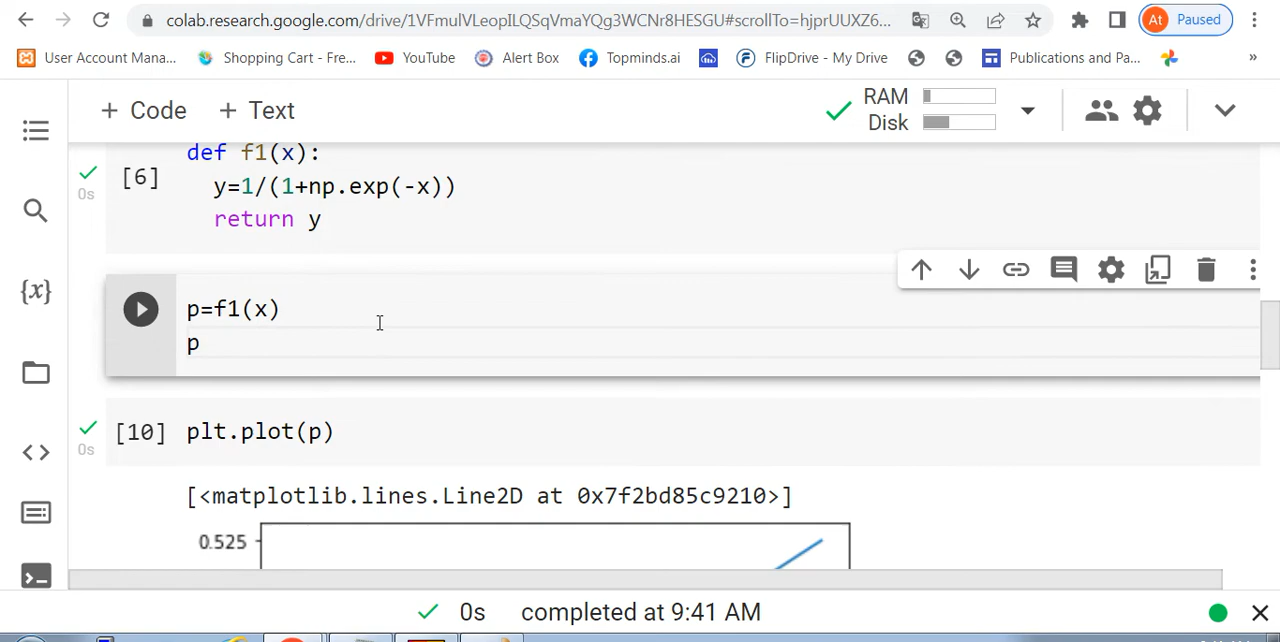 colab.research.google.com/drive/1VFmulVLeopILQSqVmaYQg3WCNr8HESGU#scrollTo=hjprUUXZ6... At Paused
User Account Mana... Shopping Cart - Fre... YouTube Alert Box Topminds.ai FlipDrive - My Drive Publications and Pa... »
+ Code + Text RAM
Disk
def f1(x):
[6] y=1/(1+np.exp(-x))
0s
return y
p=f1(x)
p
[10] plt.plot(p)
0s
[<matplotlib.lines.Line2D at 0x7f2bd85c9210>]
0.525
0s completed at 9:41 AM